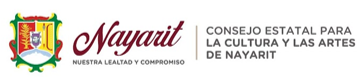 Nayarit
NUESTRA LEALTAD Y COMPROMISO
CONSEJO ESTATAL PARA
LA CULTURA Y LAS ARTES
DE NAYARIT